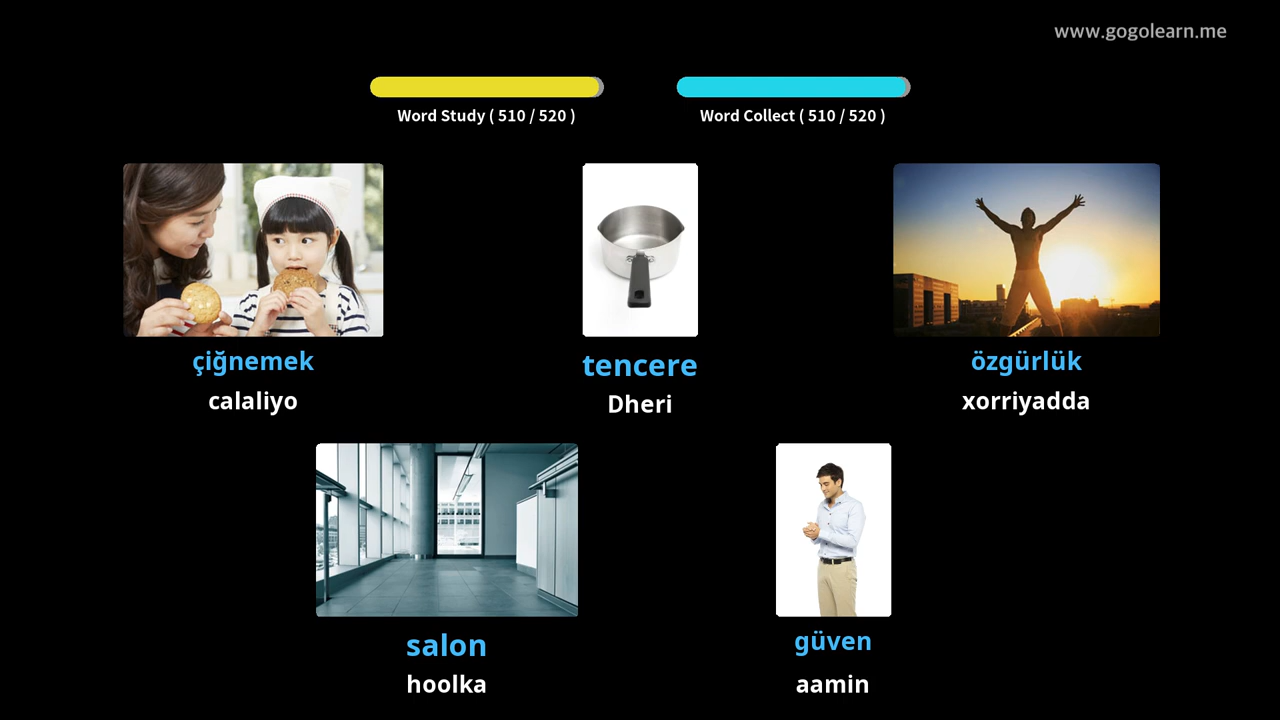 www.gogolearn.me
Word Study ( 510 / 520 )
Word Collect ( 510 / 520 )
çiğnemek
calaliyo
tencere
Dheri
özgürlük
xorriyadda
salon
hoolka
güven
aamin